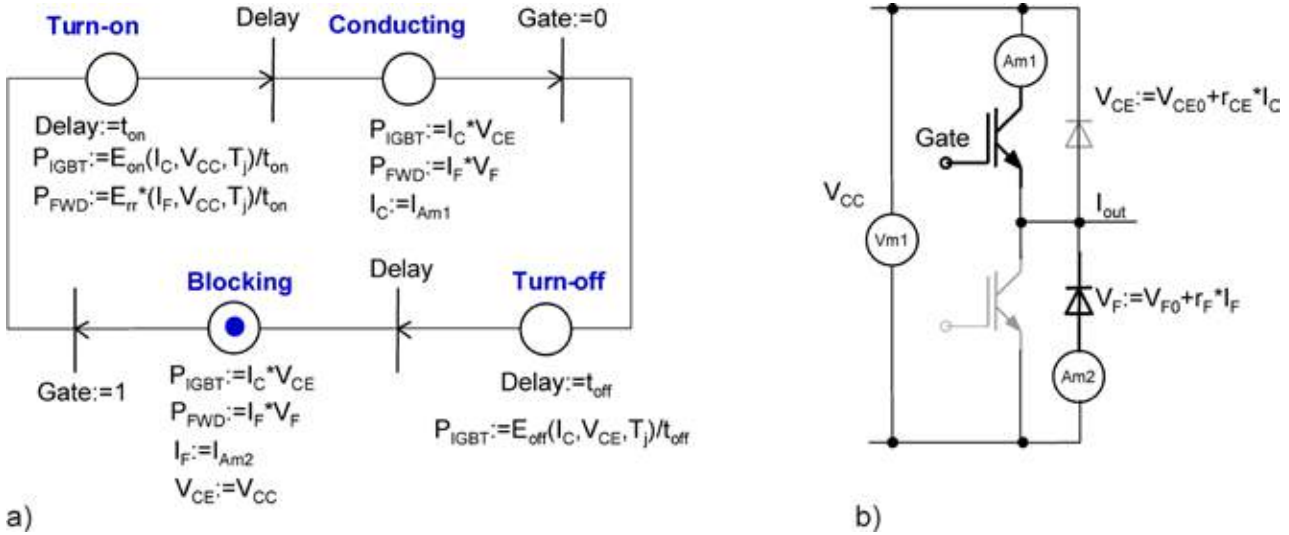 Turn-on
Delay
Conducting
Gate:=0
Delay:=t_on
P_IGBT:=E_on(I_C,V_CC,T_j)/t_on
P_FWD:=E_rr*(I_F,V_CC,T_j)/t_on
P_IGBT:=I_C*V_CE
P_FWD:=I_F*V_F
I_C:=I_Am1
Blocking
Delay
Turn-off
Gate:=1
P_IGBT:=I_C*V_CE
P_FWD:=I_F*V_F
I_F:=I_Am2
V_CE:=V_CC
Delay:=t_off
P_IGBT:=E_off(I_C,V_CE,T_j)/t_off
a)
Am1
V_CE:=V_CE0+r_CE*I_C
Gate
V_CC
I_out
Vm1
V_F:=V_F0+r_F*I_F
Am2
b)